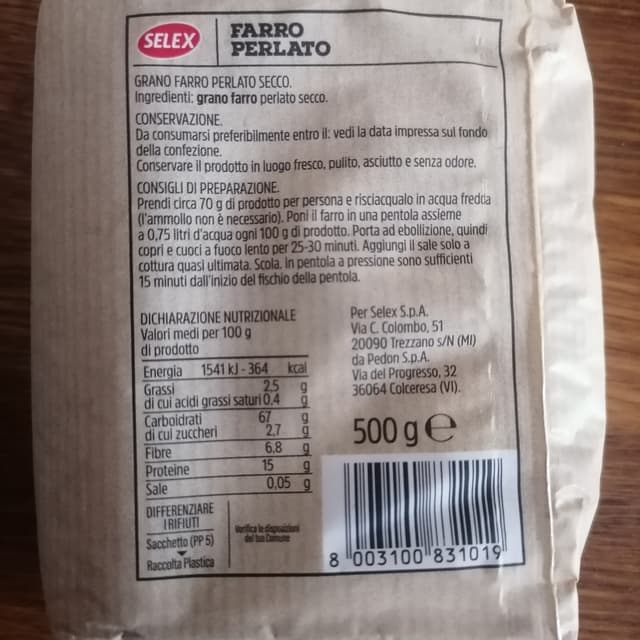 SELEX
FARRO
PERLATO
GRANO FARRO PERLATO SECCO.
Ingredienti: grano farro perlato secco.
CONSERVAZIONE.
Da consumarsi preferibilmente entro il: vedi la data impressa sul fondo
della confezione.
Conservare il prodotto in luogo fresco, pulito, asciutto e senza odore.
CONSIGLI DI PREPARAZIONE.
Prendi circa 70 g di prodotto per persona e risciacqualo in acqua fredda
(l'ammollo non è necessario). Poni il farro in una pentola assieme
a 0,75 litri d'acqua ogni 100 g di prodotto. Porta ad ebollizione, quindi
copri e cuoci a fuoco lento per 25-30 minuti. Aggiungi il sale solo a
cottura quasi ultimata. Scola. in pentola a pressione sono sufficienti
15 minuti dall'inizio del fischio della pentola.
DICHIARAZIONE NUTRIZIONALE
Valori medi per 100 g
di prodotto
Energia 1541 kJ - 364 kcal
Grassi 2,5 g
di cui acidi grassi saturi 0,4 g
Carboidrati 67 g
di cui zuccheri 2,7 g
Fibre 6,8 g
Proteine 15 g
Sale 0,05 g
Per Selex S.p.A.
Via C. Colombo, 51
20090 Trezzano s/N (MI)
da Pedon S.p.A.
Via del Progresso, 32
36064 Colceresa (VI).
500 g e
DIFFERENZIARE
I RIFIUTI
Sacchetto (PP 5)
Raccolta Plastica
Verifica le disposizioni
del tuo Comune
8 003100 831019